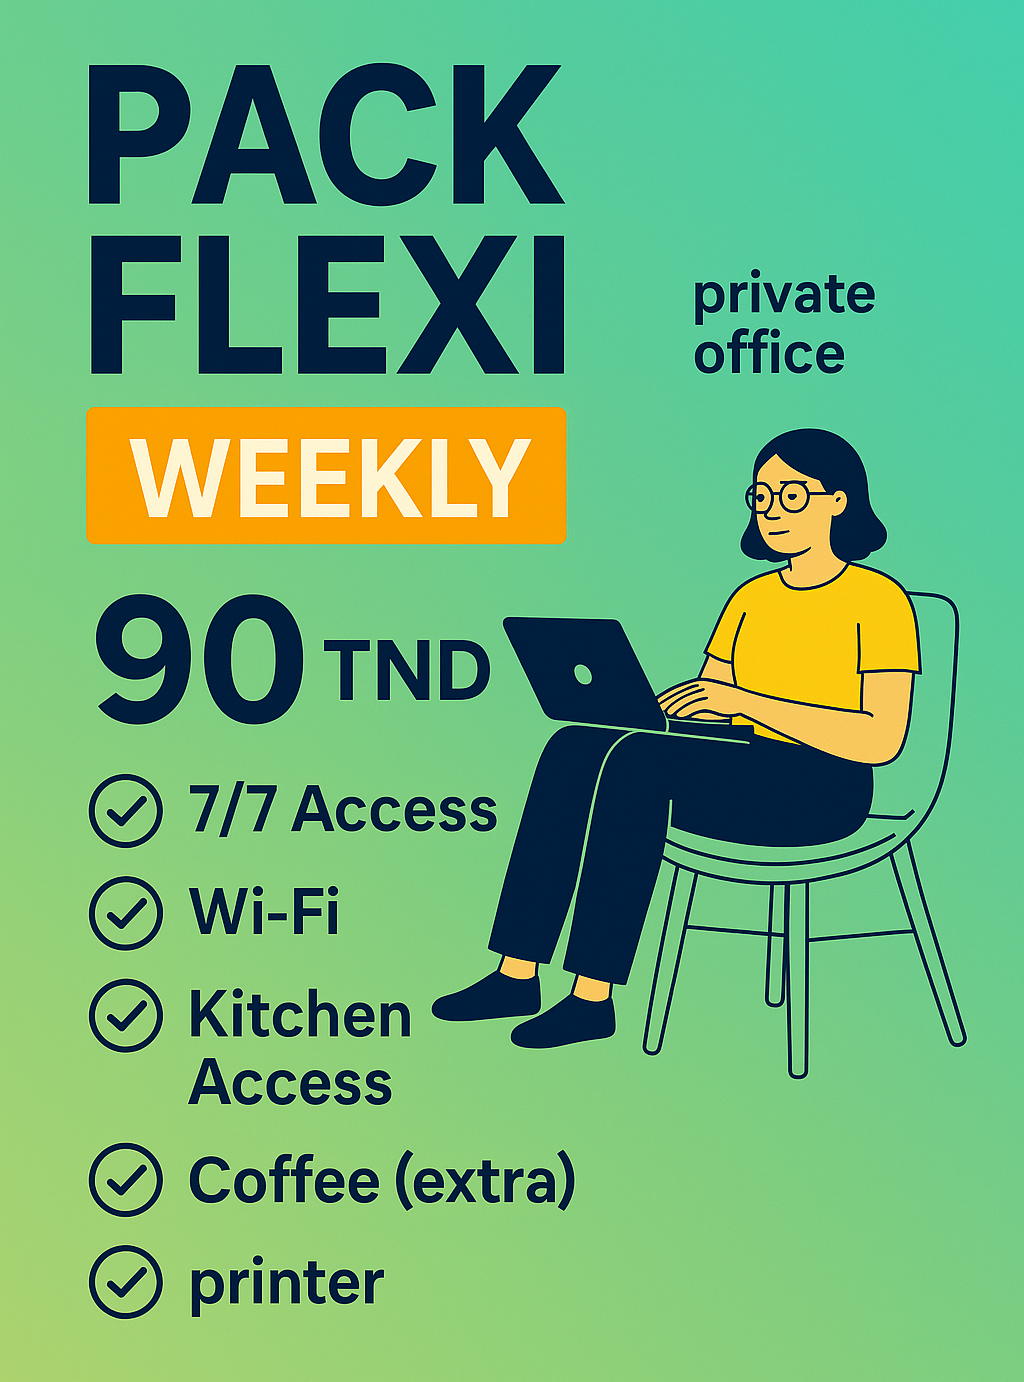 PACK
FLEXI
WEEKLY
private
office
90 TND
7/7 Access
Wi-Fi
Kitchen
Access
Coffee (extra)
printer